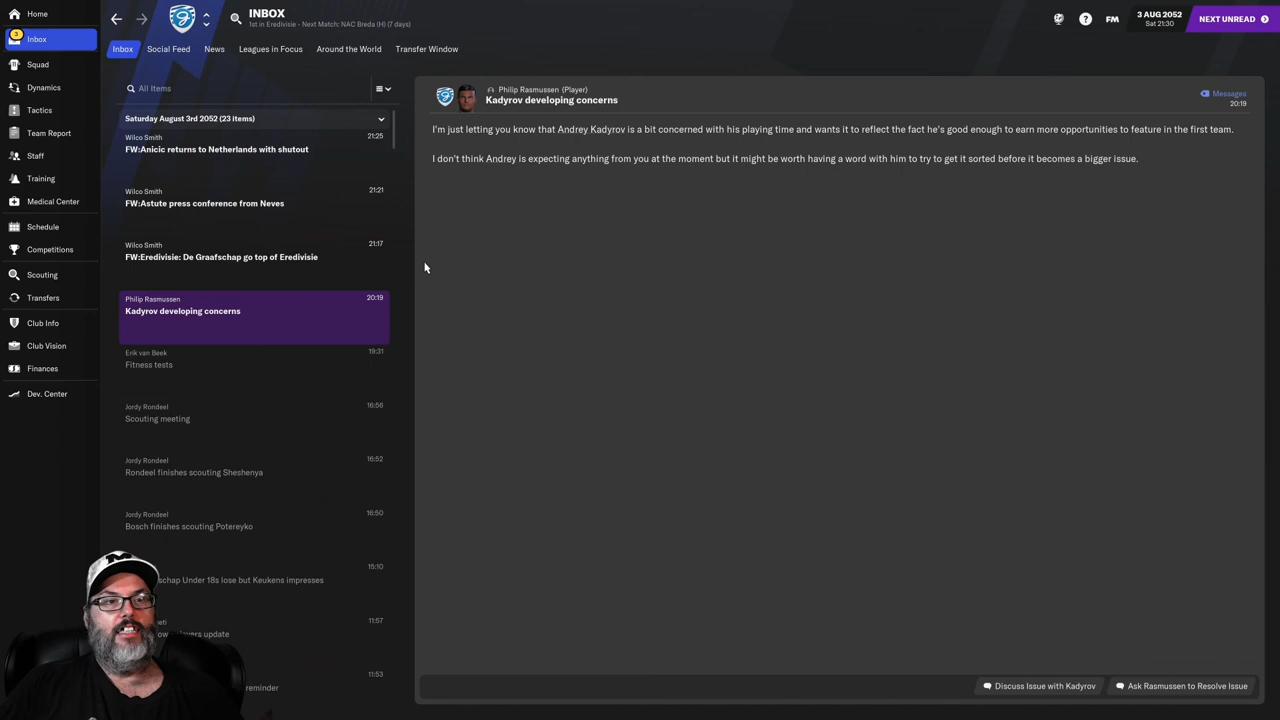 Home
3
Inbox
Squad
Dynamics
Tactics
Team Report
Staff
Training
Medical Center
Schedule
Competitions
Scouting
Transfers
Club Info
Club Vision
Finances
Dev. Center
INBOX
1st in Eredivisie - Next Match: NAC Breda (H) (7 days)
FM
3 AUG 2052
Sat 21:30
NEXT UNREAD
Inbox
Social Feed
News
Leagues in Focus
Around the World
Transfer Window
All Items
Saturday August 3rd 2052 (23 items)
Wilco Smith 21:25
FW:Anicic returns to Netherlands with shutout
Wilco Smith 21:21
FW:Astute press conference from Neves
Wilco Smith 21:17
FW:Eredivisie: De Graafschap go top of Eredivisie
Philip Rasmussen 20:19
Kadyrov developing concerns
Erik van Beek 19:31
Fitness tests
Jordy Rondeel 16:56
Scouting meeting
Jordy Rondeel 16:52
Rondeel finishes scouting Sheshenya
Jordy Rondeel 16:50
Bosch finishes scouting Potereyko
15:10
schap Under 18s lose but Keukens impresses
11:57
players update
11:53
reminder
Philip Rasmussen (Player)
Kadyrov developing concerns
Messages
20:19
I'm just letting you know that Andrey Kadyrov is a bit concerned with his playing time and wants it to reflect the fact he's good enough to earn more opportunities to feature in the first team.
I don't think Andrey is expecting anything from you at the moment but it might be worth having a word with him to try to get it sorted before it becomes a bigger issue.
Discuss Issue with Kadyrov
Ask Rasmussen to Resolve Issue